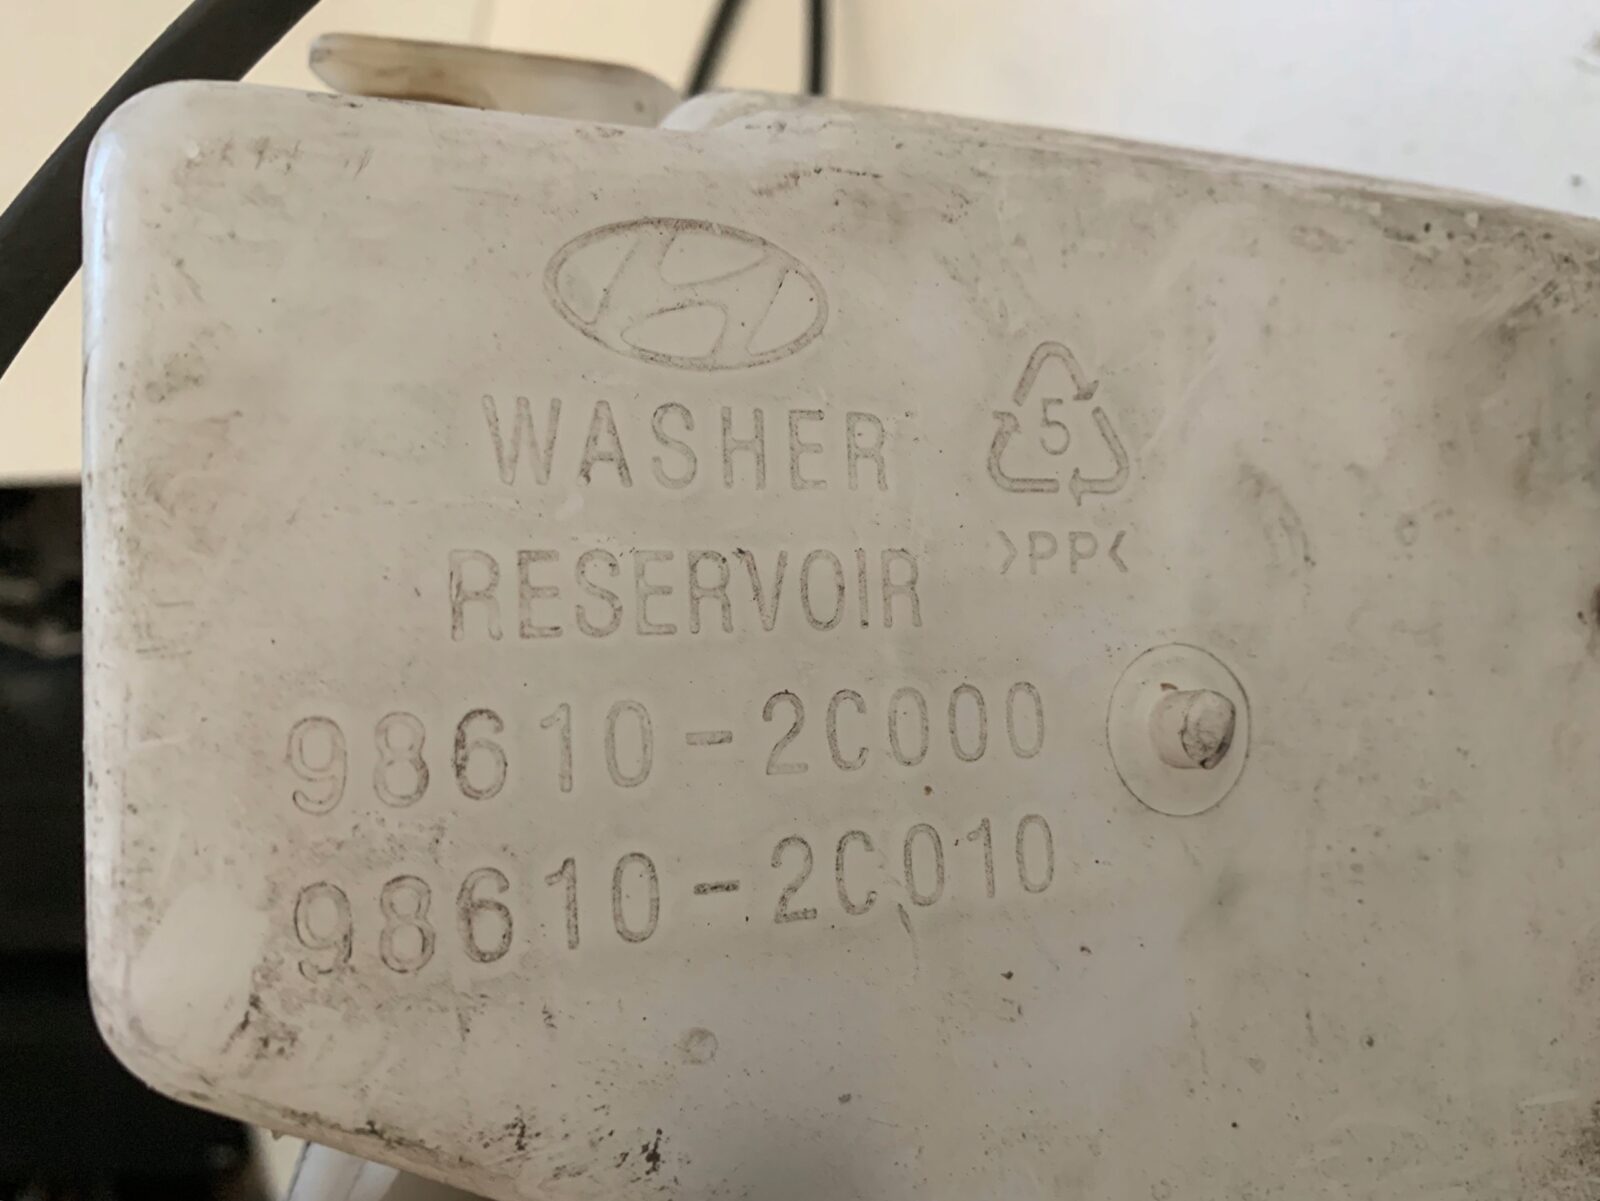 WASHER
RESERVOIR
5
>PP<
98610-2C000
98610-2C010